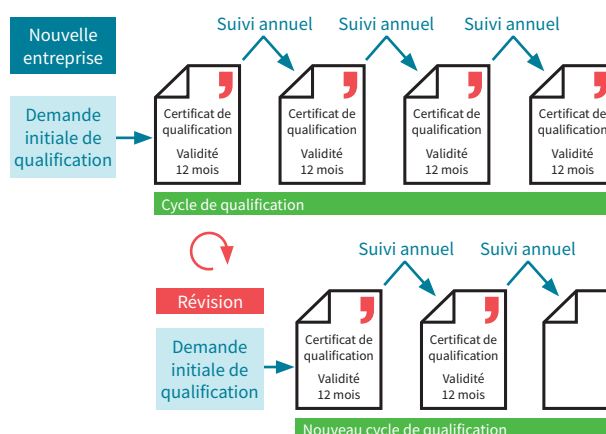 Nouvelle
entreprise
Suivi annuel
Suivi annuel
Suivi annuel
Demande
initiale de
qualification
Certificat de
qualification
Validité
12 mois
Certificat de
qualification
Validité
12 mois
Certificat de
qualification
Validité
12 mois
Certificat de
qualification
Validité
12 mois
Cycle de qualification
Révision
Suivi annuel
Suivi annuel
Demande
initiale de
qualification
Certificat de
qualification
Validité
12 mois
Certificat de
qualification
Validité
12 mois
Nouveau cycle de qualification